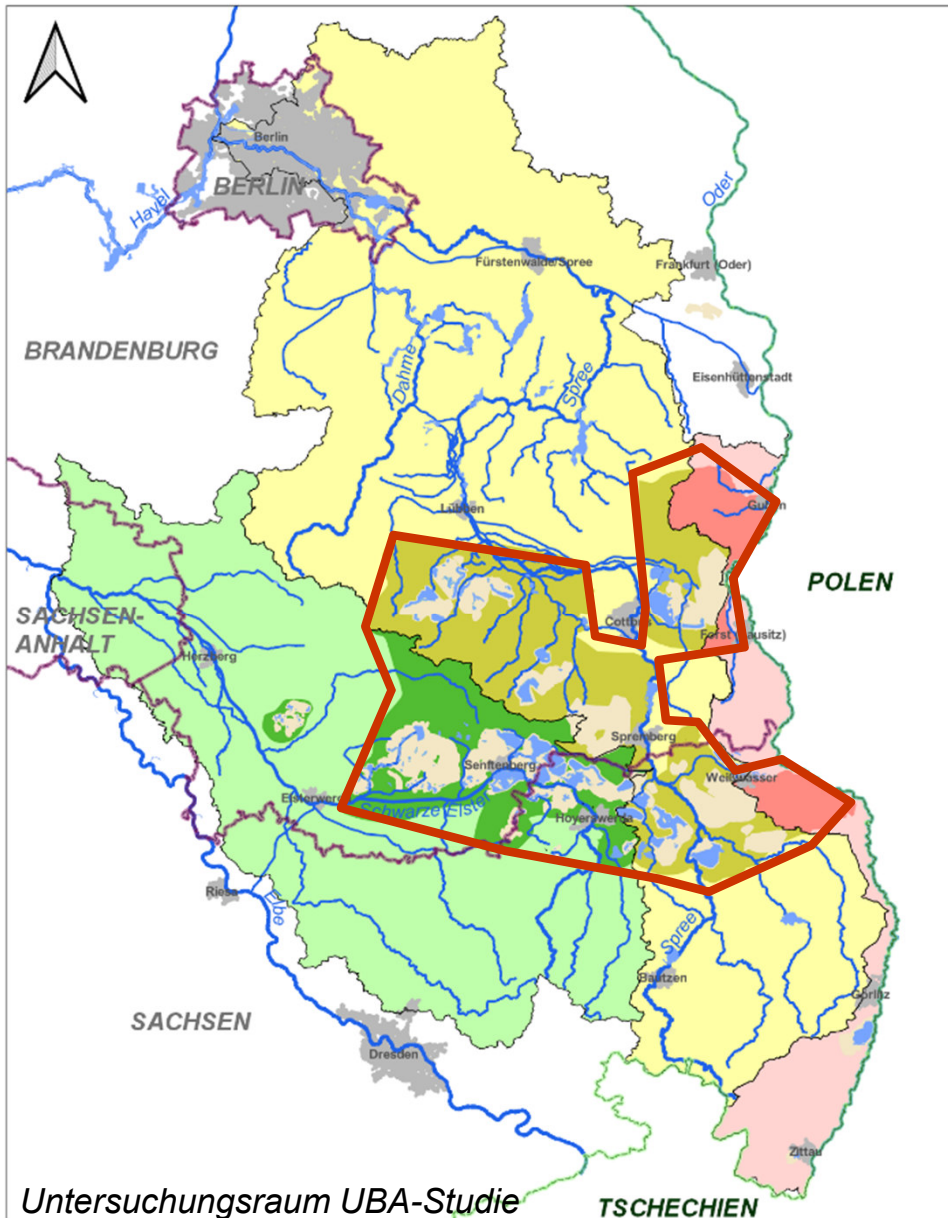 Berlin
BERLIN
Havel
Oder
Fürstenwalde/Spree
Frankfurt (Oder)
BRANDENBURG
Dahme
Spree
Eisenhüttenstadt
Lübben
Guben
POLEN
SACHSEN-
ANHALT
Cottbus
Forst (Lausitz)
Herzberg
Spremberg
Senftenberg
Weißwasser
Elsterwerda
Schwarze Elster
Hoyerswerda
Riesa
Elbe
Spree
Bautzen
Görlitz
SACHSEN
Dresden
Zittau
Untersuchungsraum UBA-Studie
TSCHECHIEN